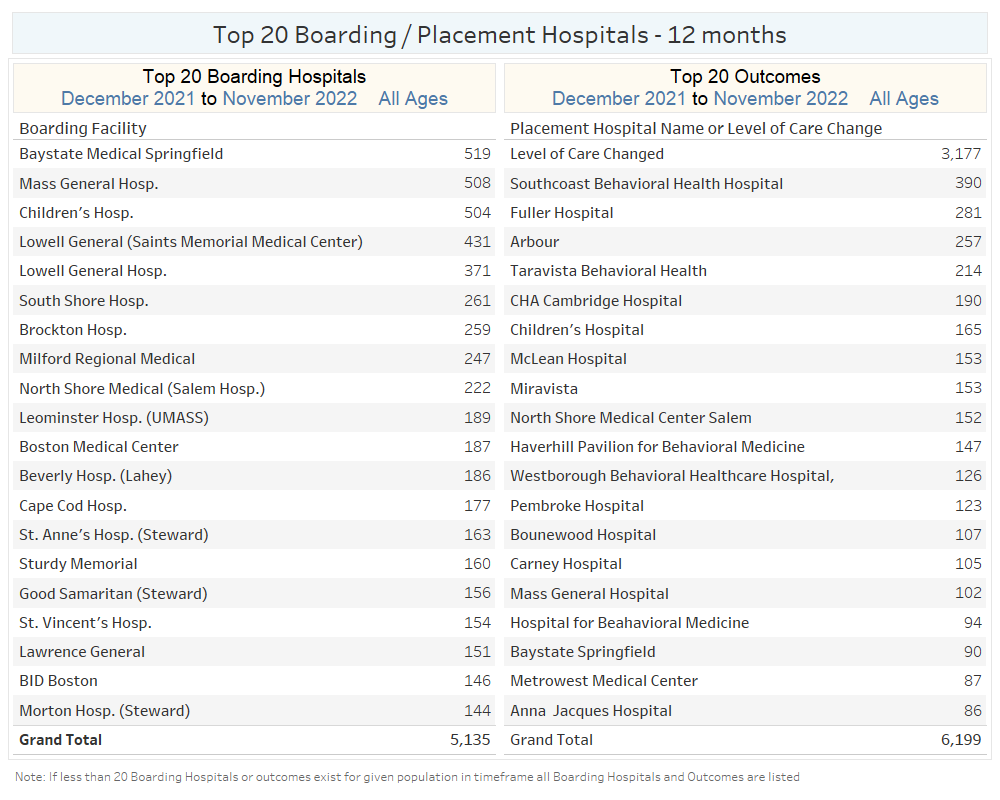 Top 20 Boarding / Placement Hospitals - 12 months
Top 20 Boarding Hospitals
December 2021 to November 2022 All Ages
Boarding Facility
Baystate Medical Springfield 519
Mass General Hosp. 508
Children's Hosp. 504
Lowell General (Saints Memorial Medical Center) 431
Lowell General Hosp. 371
South Shore Hosp. 261
Brockton Hosp. 259
Milford Regional Medical 247
North Shore Medical (Salem Hosp.) 222
Leominster Hosp. (UMASS) 189
Boston Medical Center 187
Beverly Hosp. (Lahey) 186
Cape Cod Hosp. 177
St. Anne's Hosp. (Steward) 163
Sturdy Memorial 160
Good Samaritan (Steward) 156
St. Vincent's Hosp. 154
Lawrence General 151
BID Boston 146
Morton Hosp. (Steward) 144
Grand Total 5,135
Top 20 Outcomes
December 2021 to November 2022 All Ages
Placement Hospital Name or Level of Care Change
Level of Care Changed 3,177
Southcoast Behavioral Health Hospital 390
Fuller Hospital 281
Arbour 257
Taravista Behavioral Health 214
CHA Cambridge Hospital 190
Children's Hospital 165
McLean Hospital 153
Miravista 153
North Shore Medical Center Salem 152
Haverhill Pavilion for Behavioral Medicine 147
Westborough Behavioral Healthcare Hospital, 126
Pembroke Hospital 123
Bounewood Hospital 107
Carney Hospital 105
Mass General Hospital 102
Hospital for Beahavioral Medicine 94
Baystate Springfield 90
Metrowest Medical Center 87
Anna Jacques Hospital 86
Grand Total 6,199
Note: If less than 20 Boarding Hospitals or outcomes exist for given population in timeframe all Boarding Hospitals and Outcomes are listed